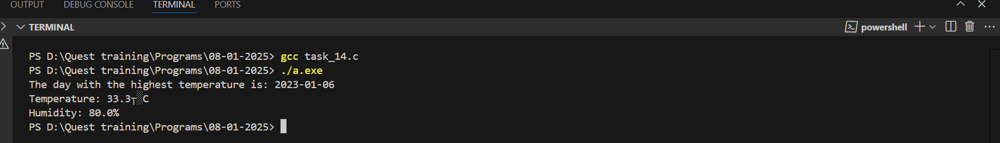 OUTPUT DEBUG CONSOLE TERMINAL PORTS
TERMINAL
powershell
PS D:\Quest training\Programs\08-01-2025> gcc task_14.c
PS D:\Quest training\Programs\08-01-2025> ./a.exe
The day with the highest temperature is: 2023-01-06
Temperature: 33.3┬░C
Humidity: 80.0%
PS D:\Quest training\Programs\08-01-2025>